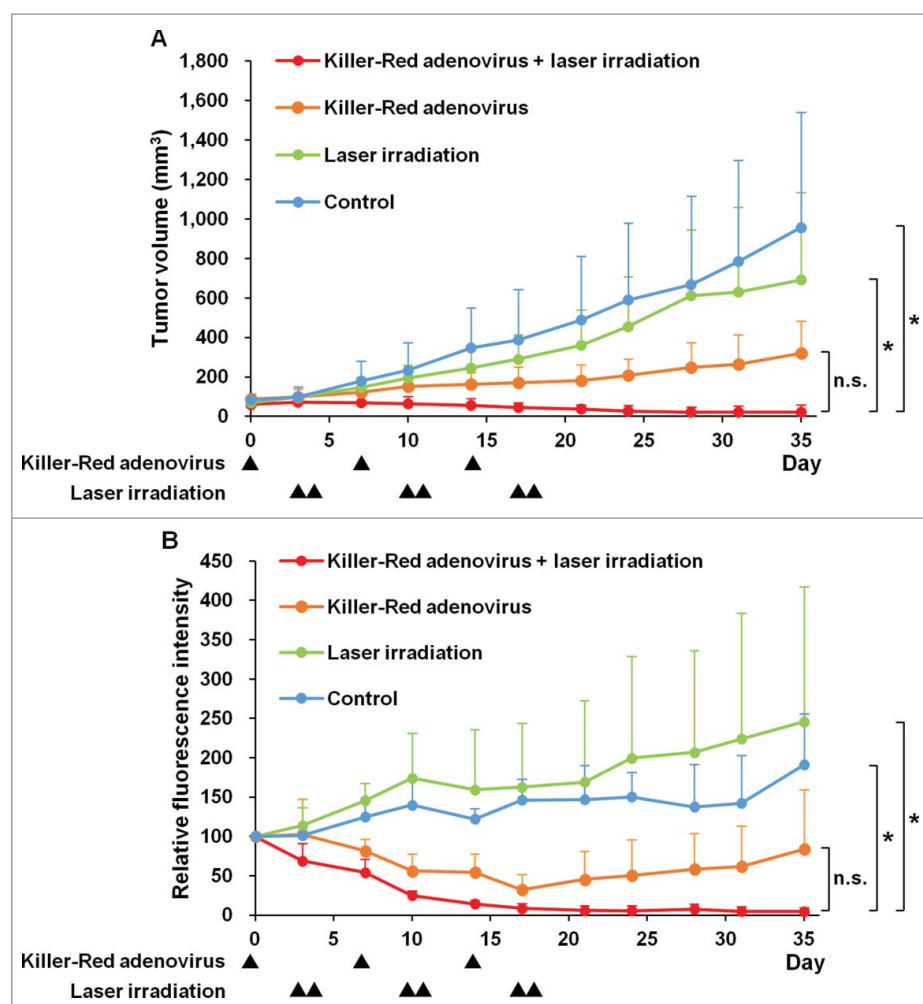 A
Tumor volume (mm³)
1,800
1,600
1,400
1,200
1,000
800
600
400
200
0
Killer-Red adenovirus + laser irradiation
Killer-Red adenovirus
Laser irradiation
Control
n.s.
*
*
0 5 10 15 20 25 30 35
Killer-Red adenovirus ▲ ▲ ▲ Day
Laser irradiation ▲▲ ▲▲ ▲▲
B
Relative fluorescence intensity
450
400
350
300
250
200
150
100
50
0
Killer-Red adenovirus + laser irradiation
Killer-Red adenovirus
Laser irradiation
Control
n.s.
*
*
0 5 10 15 20 25 30 35
Killer-Red adenovirus ▲ ▲ ▲ Day
Laser irradiation ▲▲ ▲▲ ▲▲